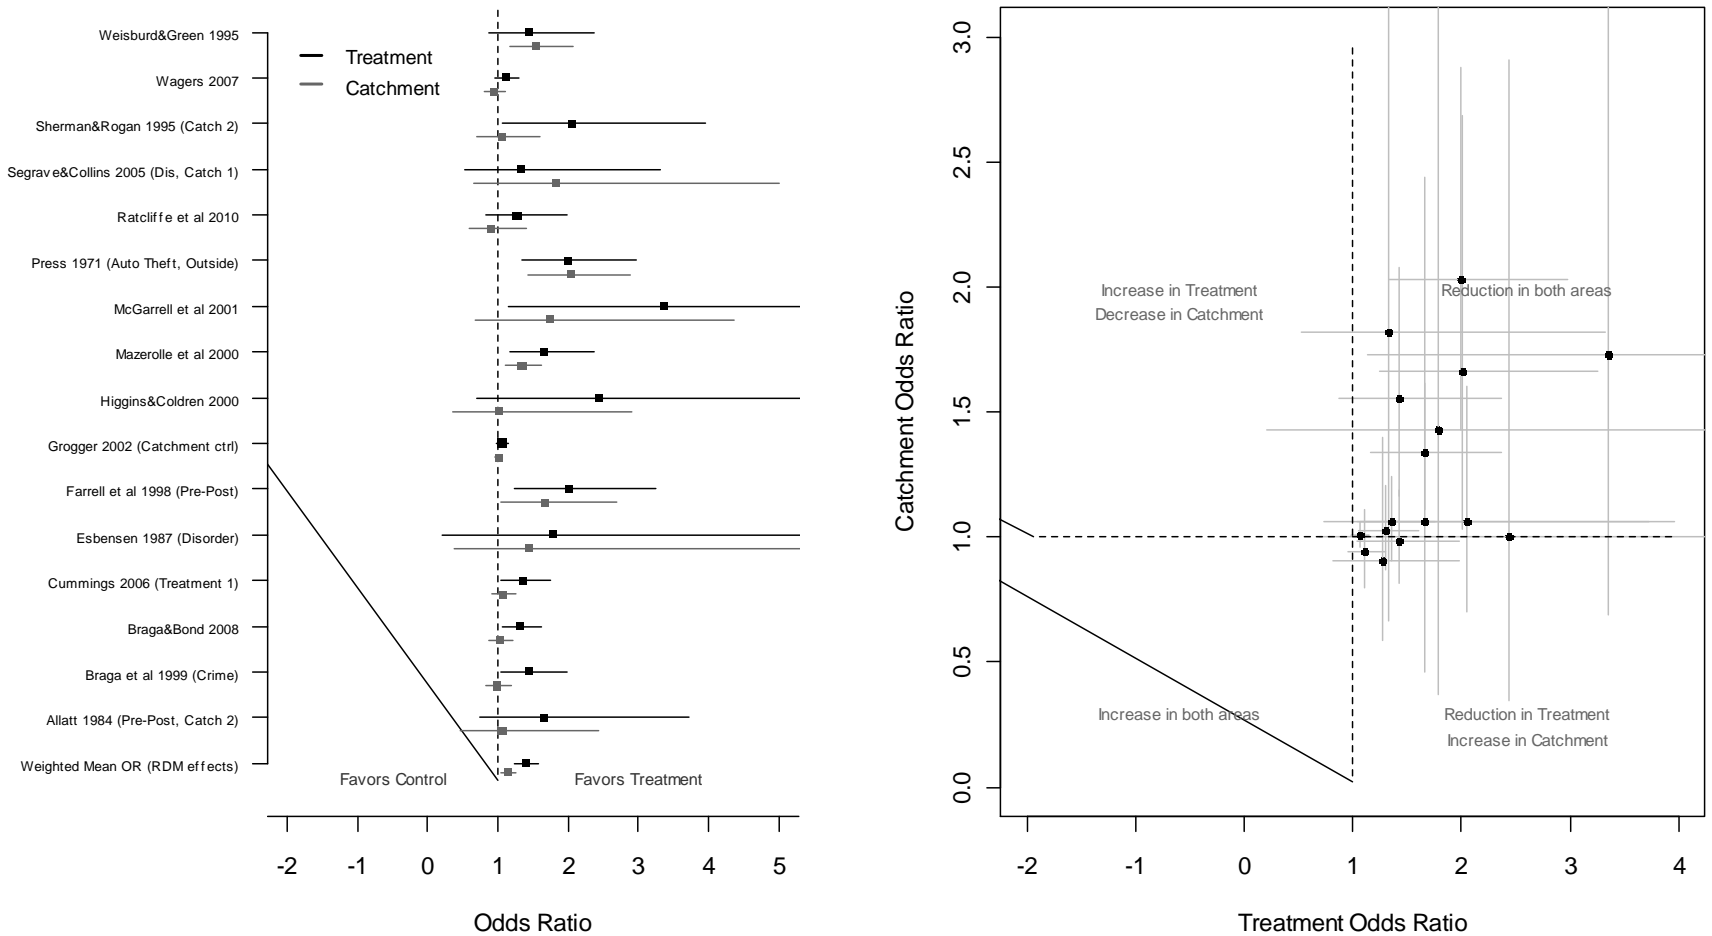 Weisburd&Green 1995
Wagers 2007
Sherman&Rogan 1995 (Catch 2)
Segrave&Collins 2005 (Dis, Catch 1)
Ratcliffe et al 2010
Press 1971 (Auto Theft, Outside)
McGarrell et al 2001
Mazerolle et al 2000
Higgins&Coldren 2000
Grogger 2002 (Catchment ctrl)
Farrell et al 1998 (Pre-Post)
Esbensen 1987 (Disorder)
Cummings 2006 (Treatment 1)
Braga&Bond 2008
Braga et al 1999 (Crime)
Allatt 1984 (Pre-Post, Catch 2)
Weighted Mean OR (RDM effects)
Treatment
Catchment
Favors Control
Favors Treatment
-2 -1 0 1 2 3 4 5
Odds Ratio
Catchment Odds Ratio
3.0
2.5
2.0
1.5
1.0
0.5
0.0
Increase in Treatment
Decrease in Catchment
Reduction in both areas
Increase in both areas
Reduction in Treatment
Increase in Catchment
-2 -1 0 1 2 3 4
Treatment Odds Ratio